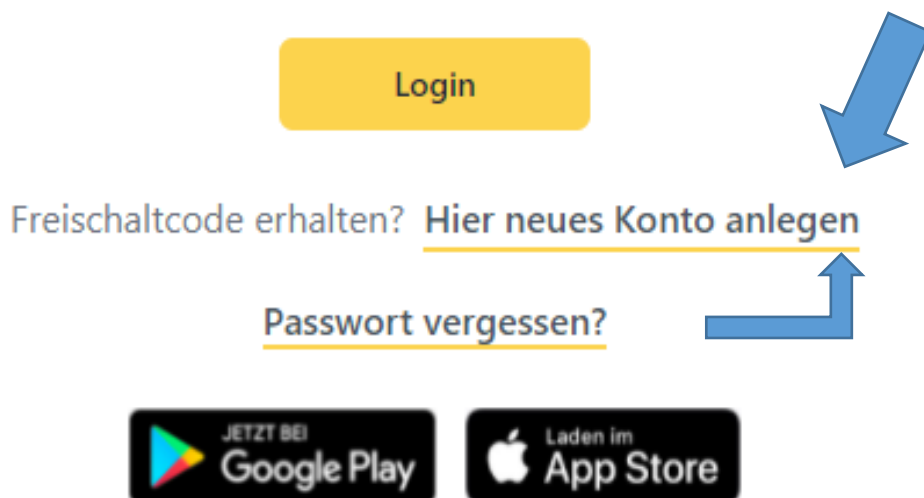 Login
Freischaltcode erhalten? Hier neues Konto anlegen
Passwort vergessen?
JETZT BEI
Google Play
Laden im
App Store